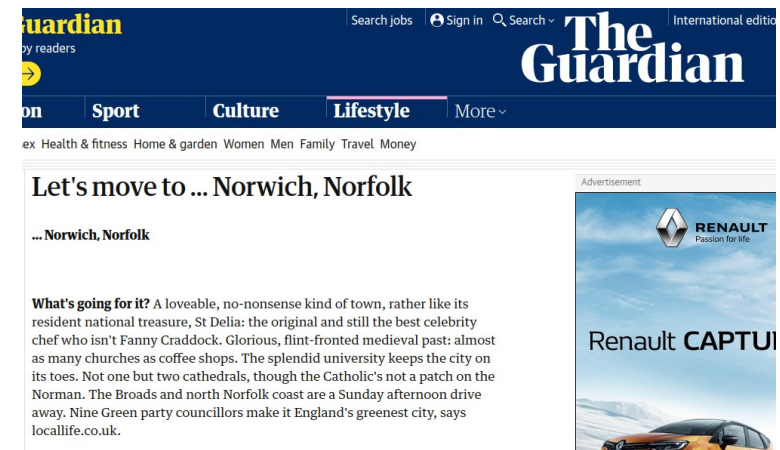 Guardian
by readers
Search jobs Sign in Search
The
Guardian
Sport Culture Lifestyle More
Health & fitness Home & garden Women Men Family Travel Money
Let's move to ... Norwich, Norfolk
Advertisement
... Norwich, Norfolk
What's going for it? A loveable, no-nonsense kind of town, rather like its
resident national treasure, St Delia: the original and still the best celebrity
chef who isn't Fanny Craddock. Glorious, flint-fronted medieval past: almost
as many churches as coffee shops. The splendid university keeps the city on
its toes. Not one but two cathedrals, though the Catholic's not a patch on the
Norman. The Broads and north Norfolk coast are a Sunday afternoon drive
away. Nine Green party councillors make it England's greenest city, says
locallife.co.uk.
RENAULT
Passion for life
Renault